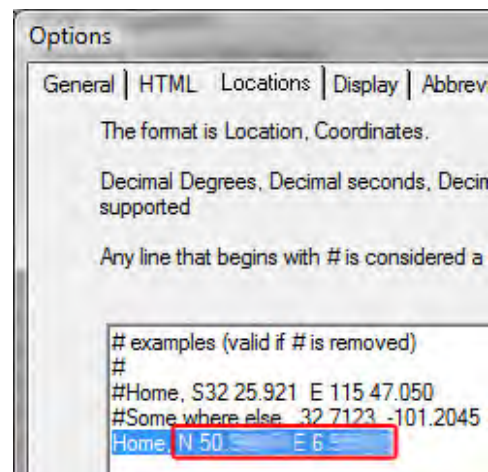 Options
General | HTML Locations | Display | Abbrev
The format is Location, Coordinates.
Decimal Degrees, Decimal seconds, Decim
supported
Any line that begins with # is considered a
# examples (valid if # is removed)
#
#Home, S32 25.921 E 115 47.050
#Some where else, 32.7123, -101.2045
Home, N 50 E 6